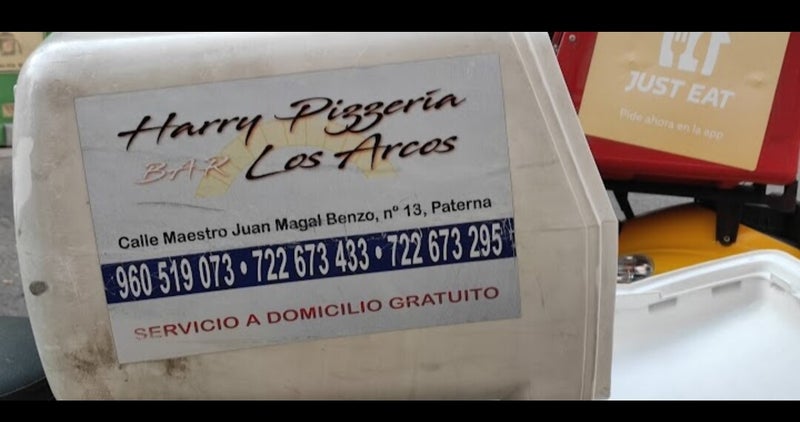 Harry Pizzería
BAR Los Arcos
Calle Maestro Juan Magal Benzo, nº 13, Paterna
960 519 073 • 722 673 433 • 722 673 295
SERVICIO A DOMICILIO GRATUITO
JUST EAT
Pide ahora en la app